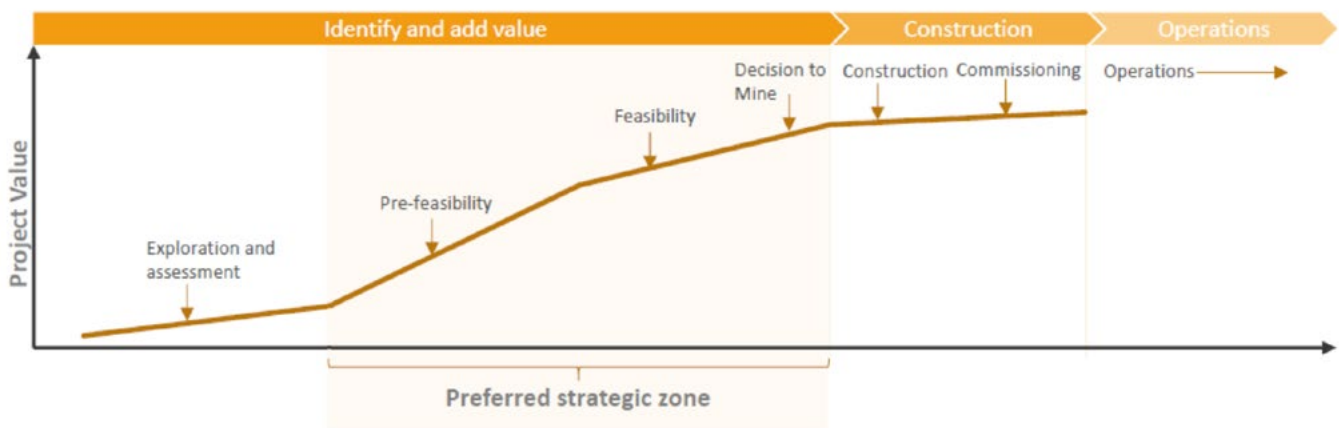 Identify and add value
Construction
Operations
Project Value
Exploration and
assessment
Pre-feasibility
Feasibility
Decision to
Mine
Construction
Commissioning
Operations
Preferred strategic zone